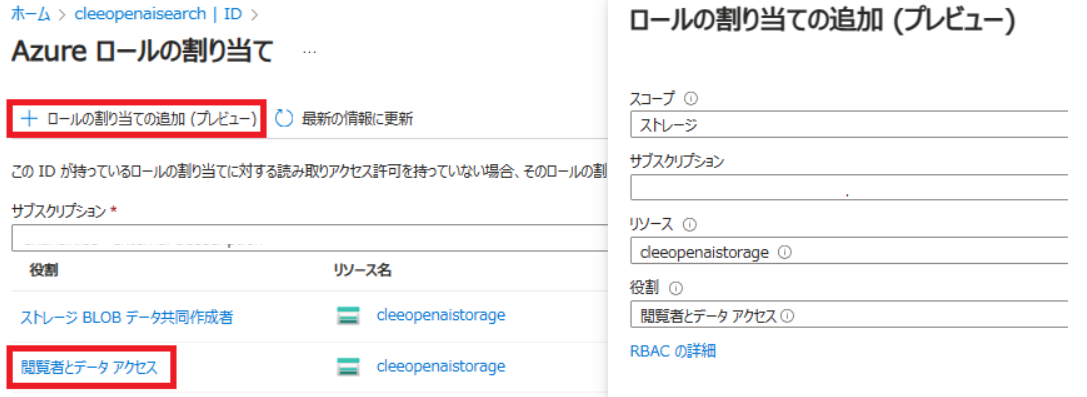 ホーム > cleeopenaisearch | ID >
Azure ロールの割り当て ...
+ ロールの割り当ての追加 (プレビュー) 最新の情報に更新
この ID が持っているロールの割り当てに対する読み取りアクセス許可を持っていない場合、そのロールの割
サブスクリプション *
役割 リソース名
ストレージ BLOB データ共同作成者 cleeopenaistorage
閲覧者とデータ アクセス cleeopenaistorage
ロールの割り当ての追加 (プレビュー)
スコープ
ストレージ
サブスクリプション
リソース
cleeopenaistorage
役割
閲覧者とデータ アクセス
RBAC の詳細